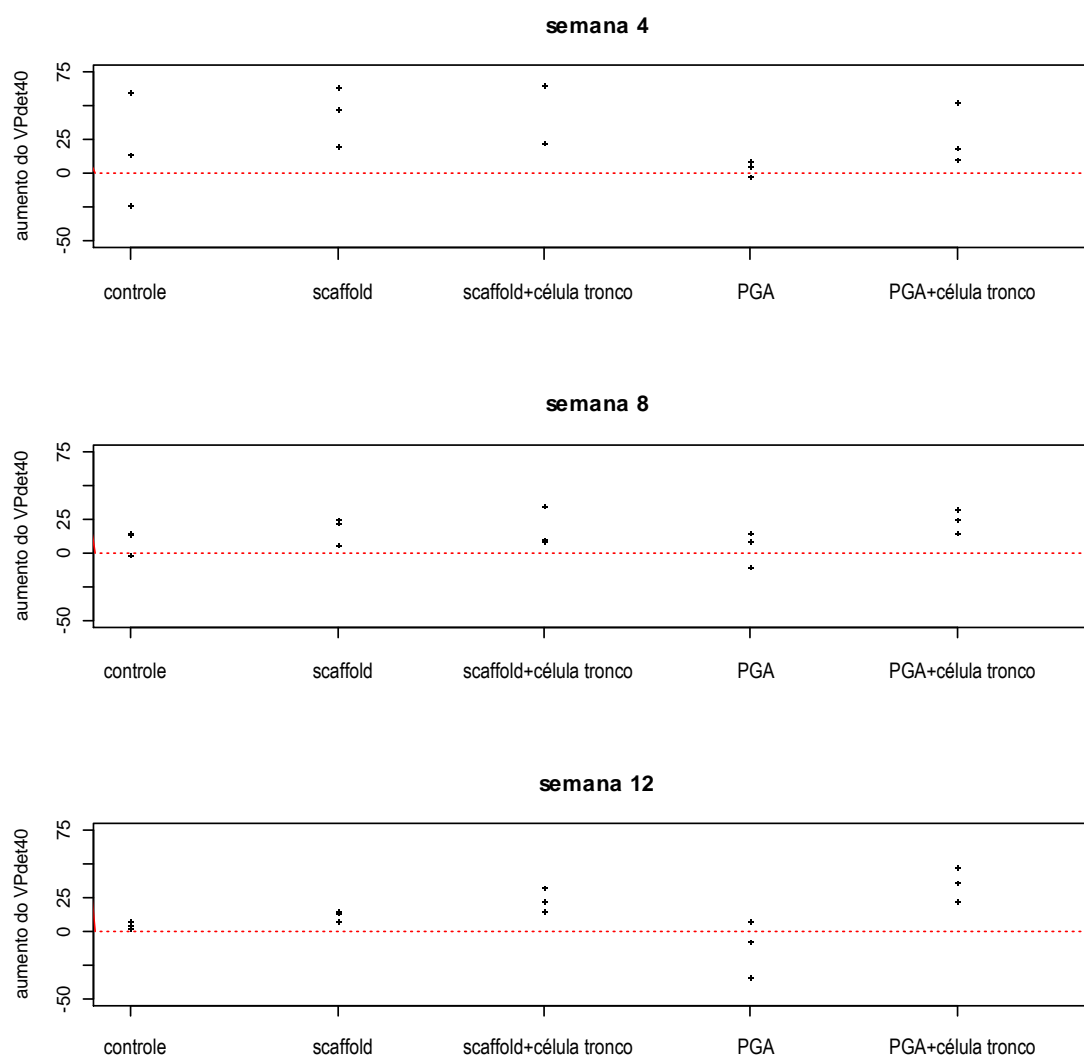 semana 4
aumento do VPdet40
75
25
0
-50
controle scaffold scaffold+célula tronco PGA PGA+célula tronco
semana 8
aumento do VPdet40
75
25
0
-50
controle scaffold scaffold+célula tronco PGA PGA+célula tronco
semana 12
aumento do VPdet40
75
25
0
-50
controle scaffold scaffold+célula tronco PGA PGA+célula tronco